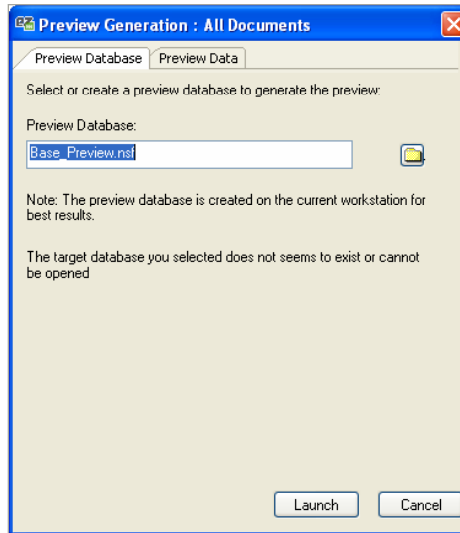 Preview Generation : All Documents
Preview Database Preview Data
Select or create a preview database to generate the preview:
Preview Database:
Base_Preview.nsf
Note: The preview database is created on the current workstation for
best results.
The target database you selected does not seems to exist or cannot
be opened
Launch Cancel